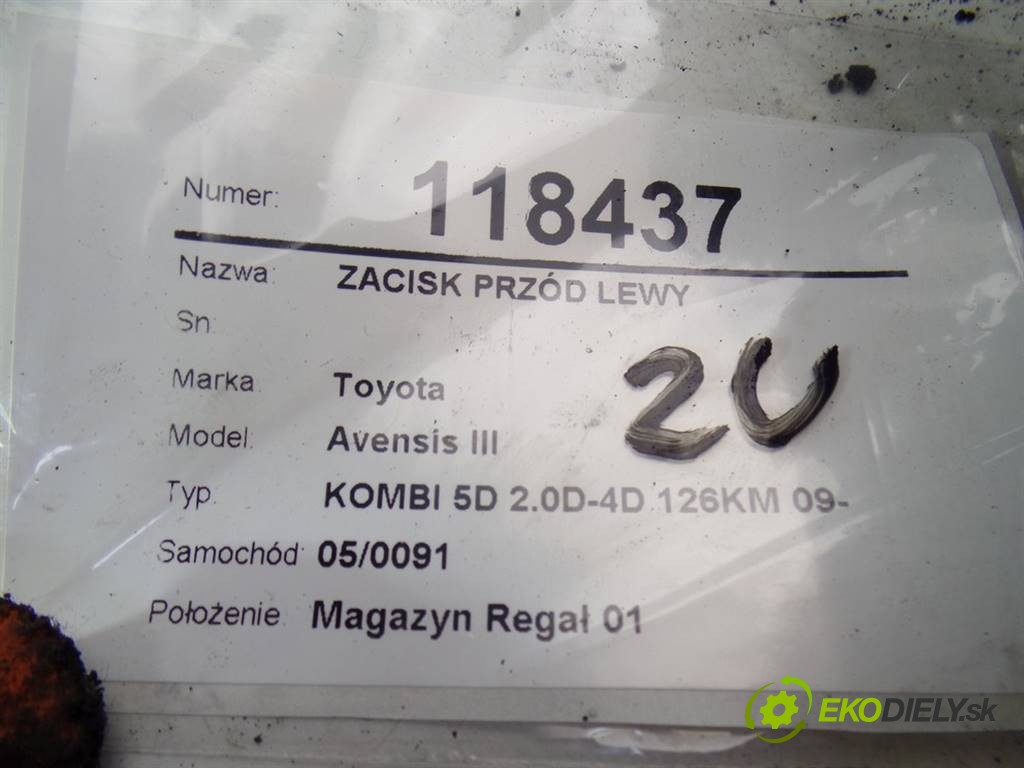 Numer: 118437
Nazwa: ZACISK PRZÓD LEWY
Sn:
Marka Toyota
Model: Avensis III
Typ: KOMBI 5D 2.0D-4D 126KM 09-
Samochód: 05/0091
Położenie Magazyn Regał 01
2U
EKODIELY.sk